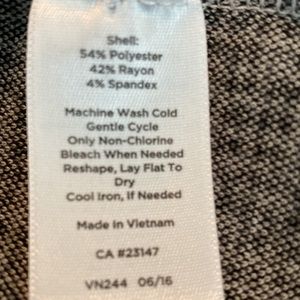 Shell:
54% Polyester
42% Rayon
4% Spandex
Machine Wash Cold
Gentle Cycle
Only Non-Chlorine
Bleach When Needed
Reshape, Lay Flat To
Dry
Cool Iron, If Needed
Made in Vietnam
CA #23147
VN244 06/16